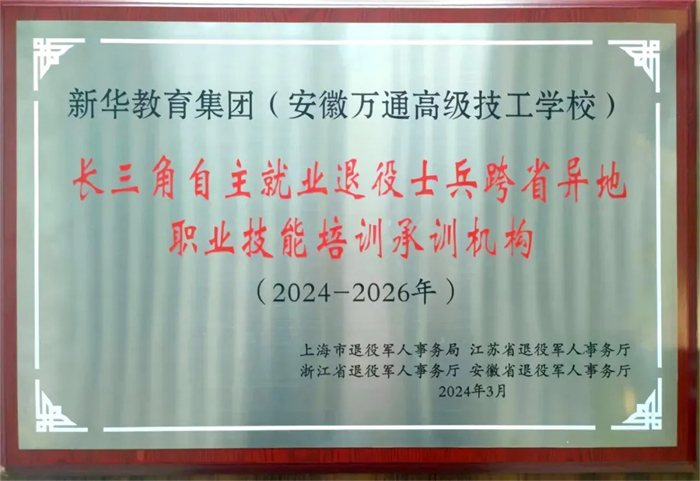 新华教育集团（安徽万通高级技工学校）
长三角自主就业退役士兵跨省异地
职业技能培训承训机构
（2024-2026年）
上海市退役军人事务局 江苏省退役军人事务厅
浙江省退役军人事务厅 安徽省退役军人事务厅
2024年3月